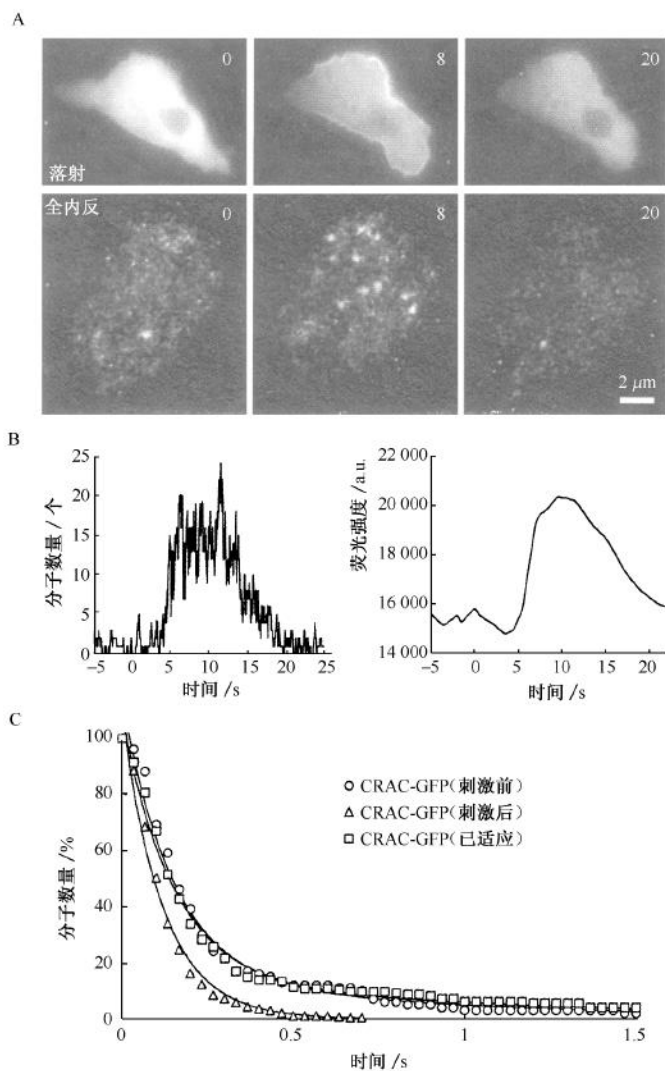 A
0 8 20
落射
全内反
0 8 20
2 μm
B
分子数量 / 个
25
20
15
10
5
0
−5 0 5 10 15 20 25
时间 /s
荧光强度 /a.u.
22 000
20 000
18 000
16 000
14 000
−5 0 5 10 15 20
时间 /s
C
分子数量 /%
100
80
60
40
20
0
CRAC-GFP(刺激前)
CRAC-GFP(刺激后)
CRAC-GFP(已适应)
0 0.5 1 1.5
时间 /s